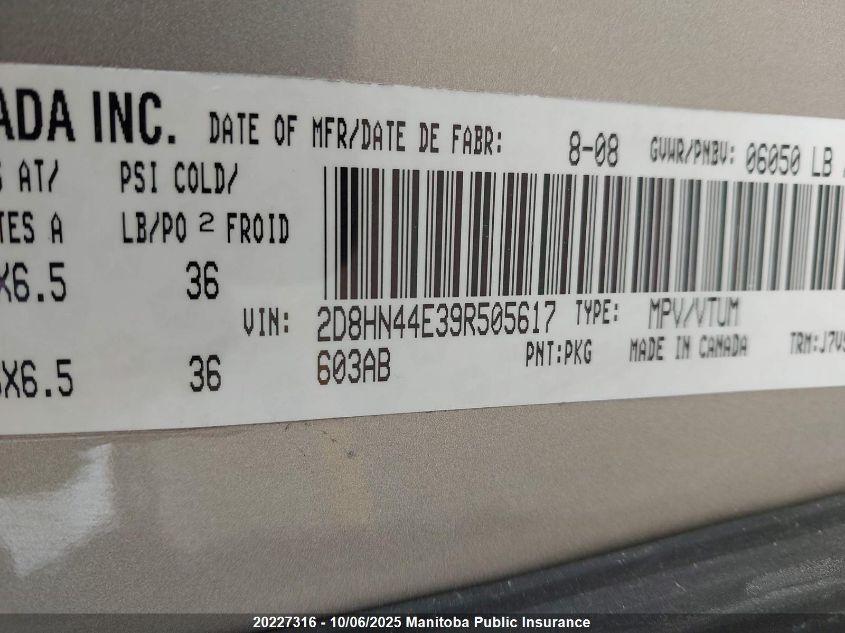 ADA INC. DATE OF MFR/DATE DE FABR: 8-08 GVWR/PNBV: 06050 LB
AT/ PSI COLD/
TES A LB/PO 2 FROID
X6.5 36
VIN: 2D8HN44E39R505617 TYPE: MPV/VTUM
X6.5 36 603AB PNT:PKG MADE IN CANADA TRM:J7V
20227316 - 10/06/2025 Manitoba Public Insurance